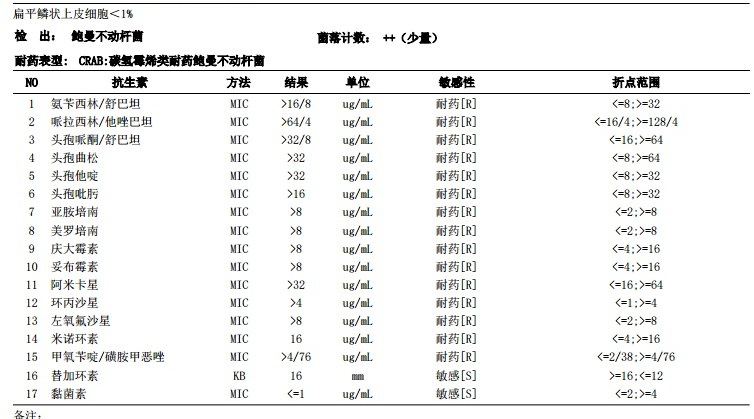 扁平鳞状上皮细胞<1%
检 出: 鲍曼不动杆菌 菌落计数: ++(少量)
耐药表型: CRAB:碳氢霉烯类耐药鲍曼不动杆菌
NO 抗生素 方法 结果 单位 敏感性 折点范围
1 氨苄西林/舒巴坦 MIC >16/8 ug/mL 耐药[R] <=8;>=32
2 哌拉西林/他唑巴坦 MIC >64/4 ug/mL 耐药[R] <=16/4;>=128/4
3 头孢哌酮/舒巴坦 MIC >32/8 ug/mL 耐药[R] <=16;>=64
4 头孢曲松 MIC >32 ug/mL 耐药[R] <=8;>=64
5 头孢他啶 MIC >32 ug/mL 耐药[R] <=8;>=32
6 头孢吡肟 MIC >16 ug/mL 耐药[R] <=8;>=32
7 亚胺培南 MIC >8 ug/mL 耐药[R] <=2;>=8
8 美罗培南 MIC >8 ug/mL 耐药[R] <=2;>=8
9 庆大霉素 MIC >8 ug/mL 耐药[R] <=4;>=16
10 妥布霉素 MIC >8 ug/mL 耐药[R] <=4;>=16
11 阿米卡星 MIC >32 ug/mL 耐药[R] <=16;>=64
12 环丙沙星 MIC >4 ug/mL 耐药[R] <=1;>=4
13 左氧氟沙星 MIC >8 ug/mL 耐药[R] <=2;>=8
14 米诺环素 MIC 16 ug/mL 耐药[R] <=4;>=16
15 甲氧苄啶/磺胺甲恶唑 MIC >4/76 ug/mL 耐药[R] <=2/38;>=4/76
16 替加环素 KB 16 mm 敏感[S] >=16;<=12
17 黏菌素 MIC <=1 ug/mL 敏感[S] <=2;>=4
备注: